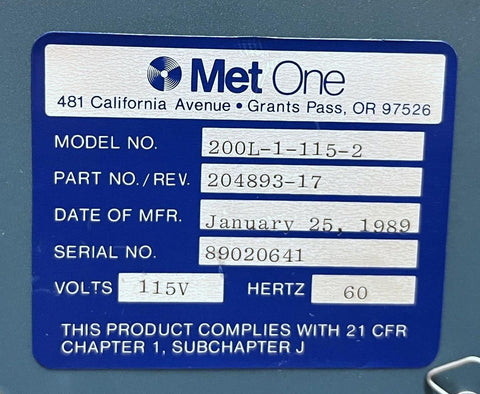 Met One
481 California Avenue • Grants Pass, OR 97526
MODEL NO. 200L-1-115-2
PART NO./REV. 204893-17
DATE OF MFR. January 25, 1989
SERIAL NO. 89020641
VOLTS 115V HERTZ 60
THIS PRODUCT COMPLIES WITH 21 CFR
CHAPTER 1, SUBCHAPTER J